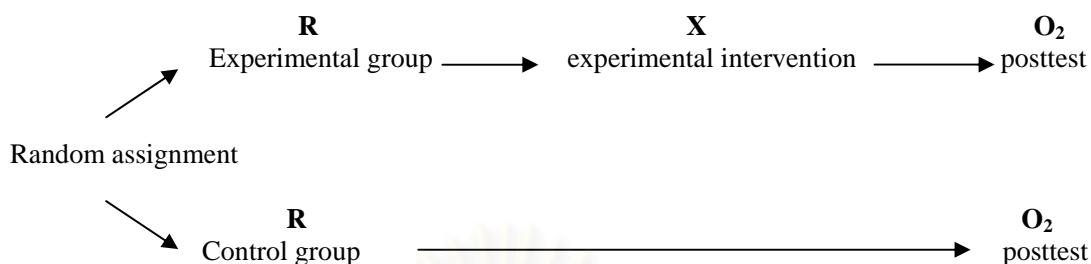 R X O₂
Experimental group experimental intervention posttest
Random assignment
R O₂
Control group posttest